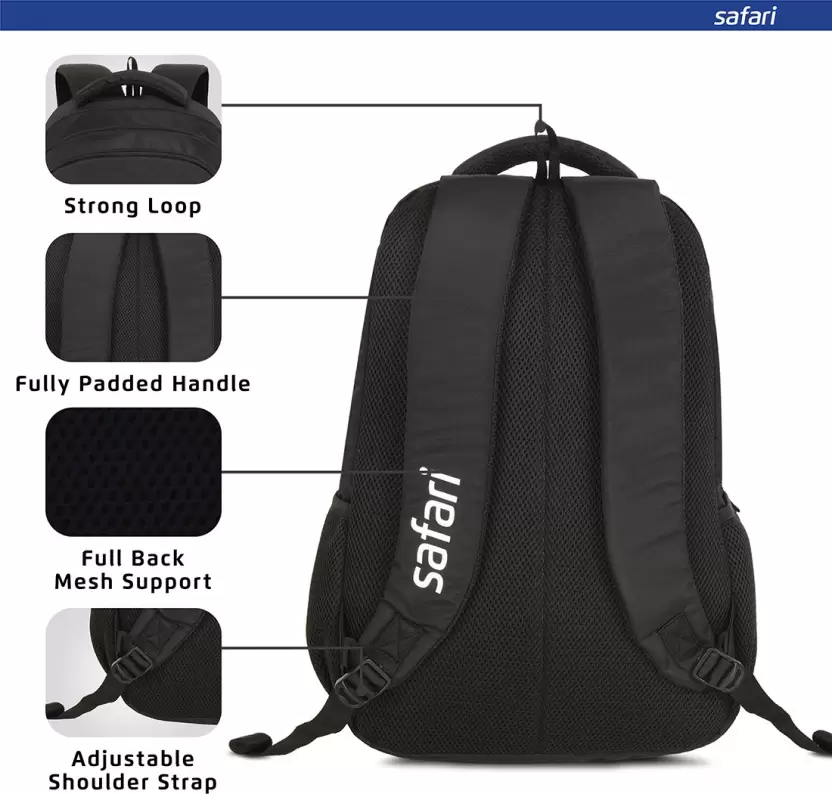 safari
Strong Loop
Fully Padded Handle
Full Back
Mesh Support
Adjustable
Shoulder Strap
safari